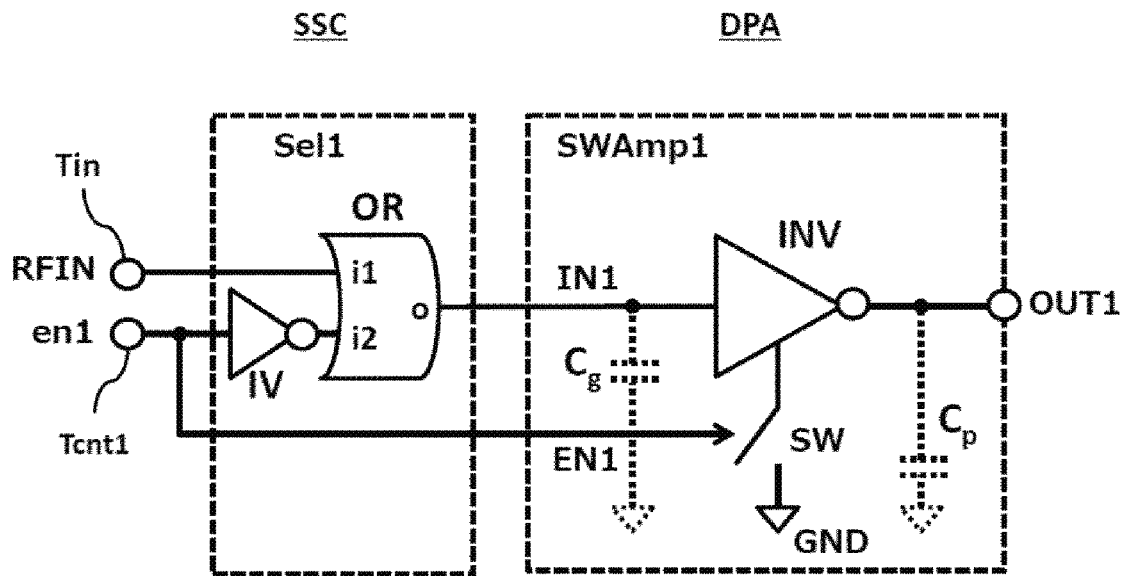 SSC
DPA
Sel1
SWAmp1
Tin
OR
INV
RFIN
i1
IN1
o
OUT1
en1
i2
Cg
IV
Tcnt1
EN1
SW
Cp
GND